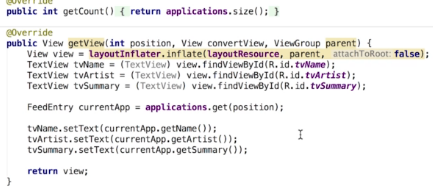 @Override
public int getCount() { return applications.size(); }
@Override
public View getView(int position, View convertView, ViewGroup parent) {
View view = layoutInflater.inflate(layoutResource, parent, attachToRoot: false);
TextView tvName = (TextView) view.findViewById(R.id.tvName);
TextView tvArtist = (TextView) view.findViewById(R.id.tvArtist);
TextView tvSummary = (TextView) view.findViewById(R.id.tvSummary);
FeedEntry currentApp = applications.get(position);
tvName.setText(currentApp.getName());
tvArtist.setText(currentApp.getArtist());
tvSummary.setText(currentApp.getSummary());
return view;
}